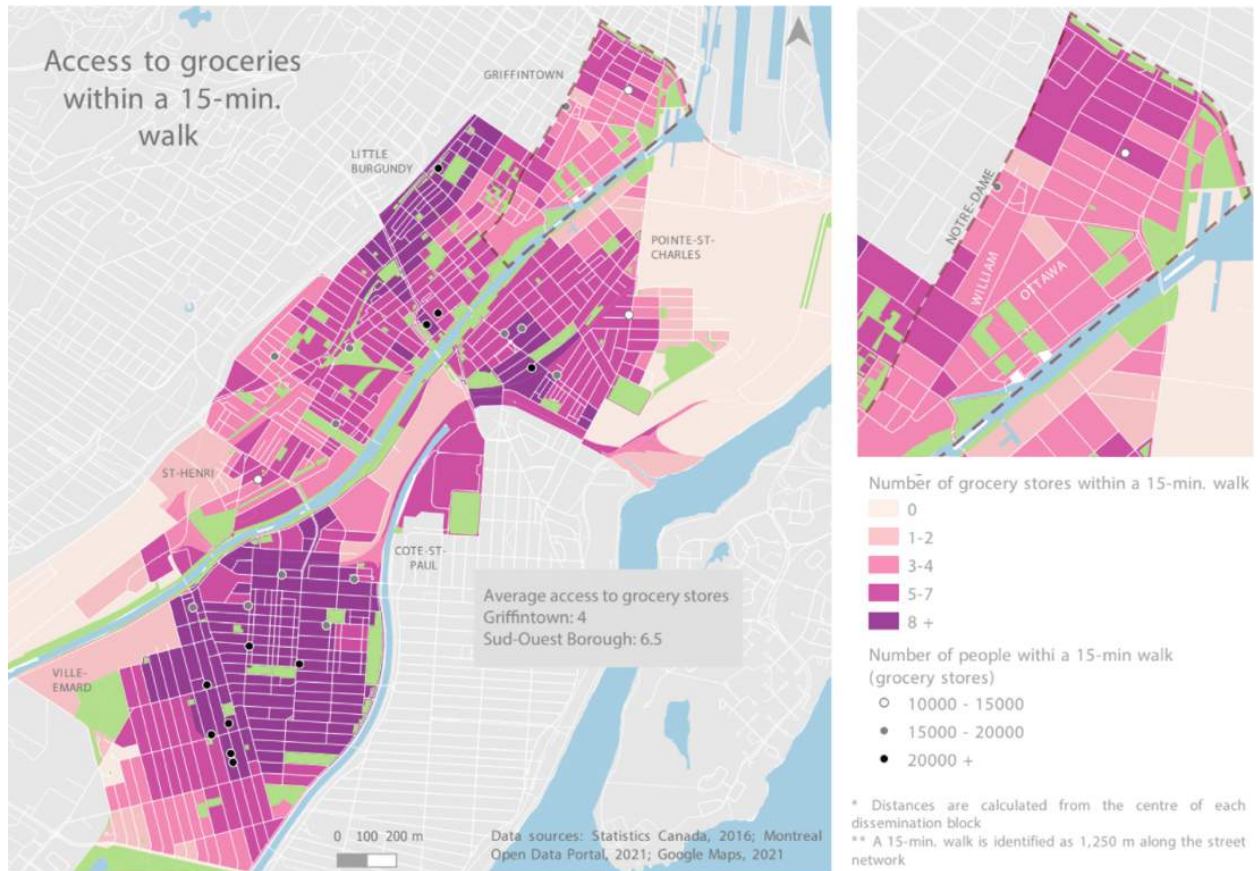 Access to groceries
within a 15-min.
walk
GRIFFINTOWN
LITTLE
BURGUNDY
POINTE-ST-
CHARLES
ST-HENRI
COTE-ST-
PAUL
VILLE-
EMARD
Average access to grocery stores
Griffintown: 4
Sud-Ouest Borough: 6.5
0 100 200 m
Data sources: Statistics Canada, 2016; Montreal
Open Data Portal, 2021; Google Maps, 2021
NOTRE-DAME
WILLIAM
OTTAWA
Number of grocery stores within a 15-min. walk
0
1-2
3-4
5-7
8 +
Number of people withi a 15-min walk
(grocery stores)
10000 - 15000
15000 - 20000
20000 +
* Distances are calculated from the centre of each
dissemination block
** A 15-min. walk is identified as 1,250 m along the street
network